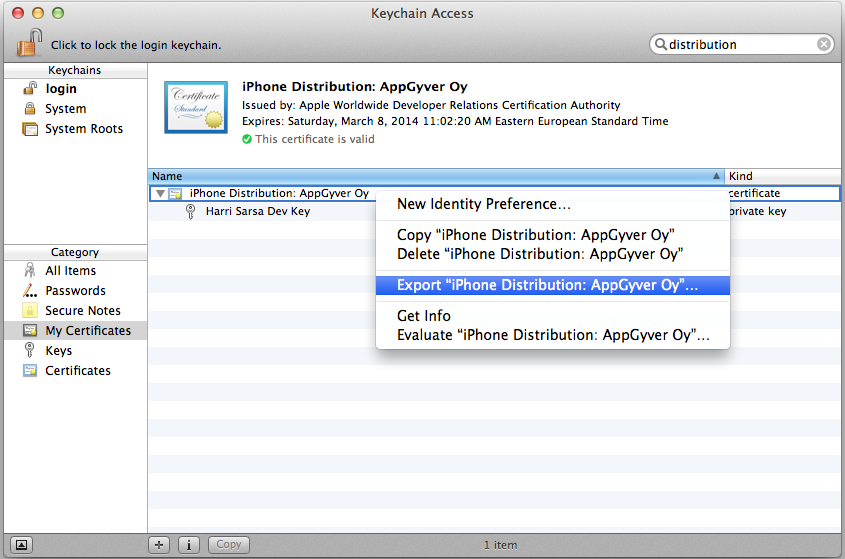 Keychain Access
Click to lock the login keychain.
distribution
Keychains
login
System
System Roots
Certificate
Standard
iPhone Distribution: AppGyver Oy
Issued by: Apple Worldwide Developer Relations Certification Authority
Expires: Saturday, March 8, 2014 11:02:20 AM Eastern European Standard Time
This certificate is valid
Name
Kind
iPhone Distribution: AppGyver Oy
certificate
Harri Sarsa Dev Key
private key
New Identity Preference...
Copy “iPhone Distribution: AppGyver Oy”
Delete “iPhone Distribution: AppGyver Oy”
Export “iPhone Distribution: AppGyver Oy”...
Get Info
Evaluate “iPhone Distribution: AppGyver Oy”...
Category
All Items
Passwords
Secure Notes
My Certificates
Keys
Certificates
Copy
1 item